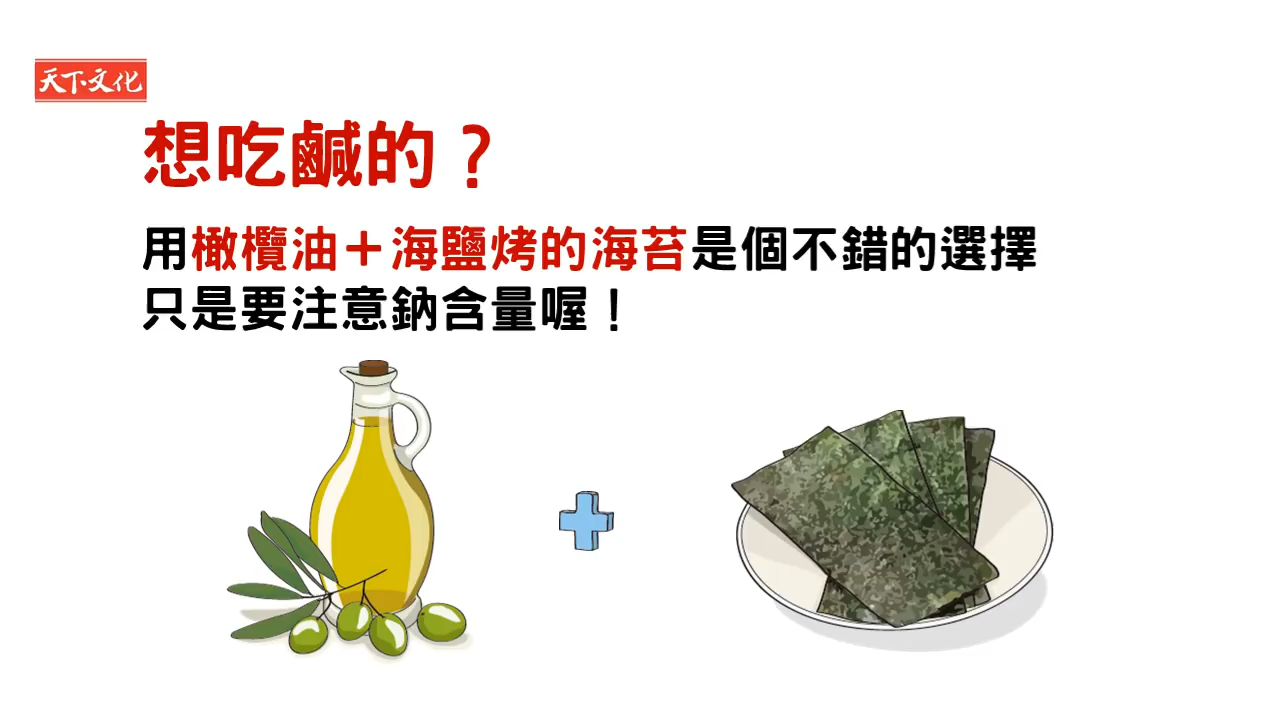 天下文化
想吃鹹的？
用橄欖油＋海鹽烤的海苔是個不錯的選擇
只是要注意鈉含量喔！